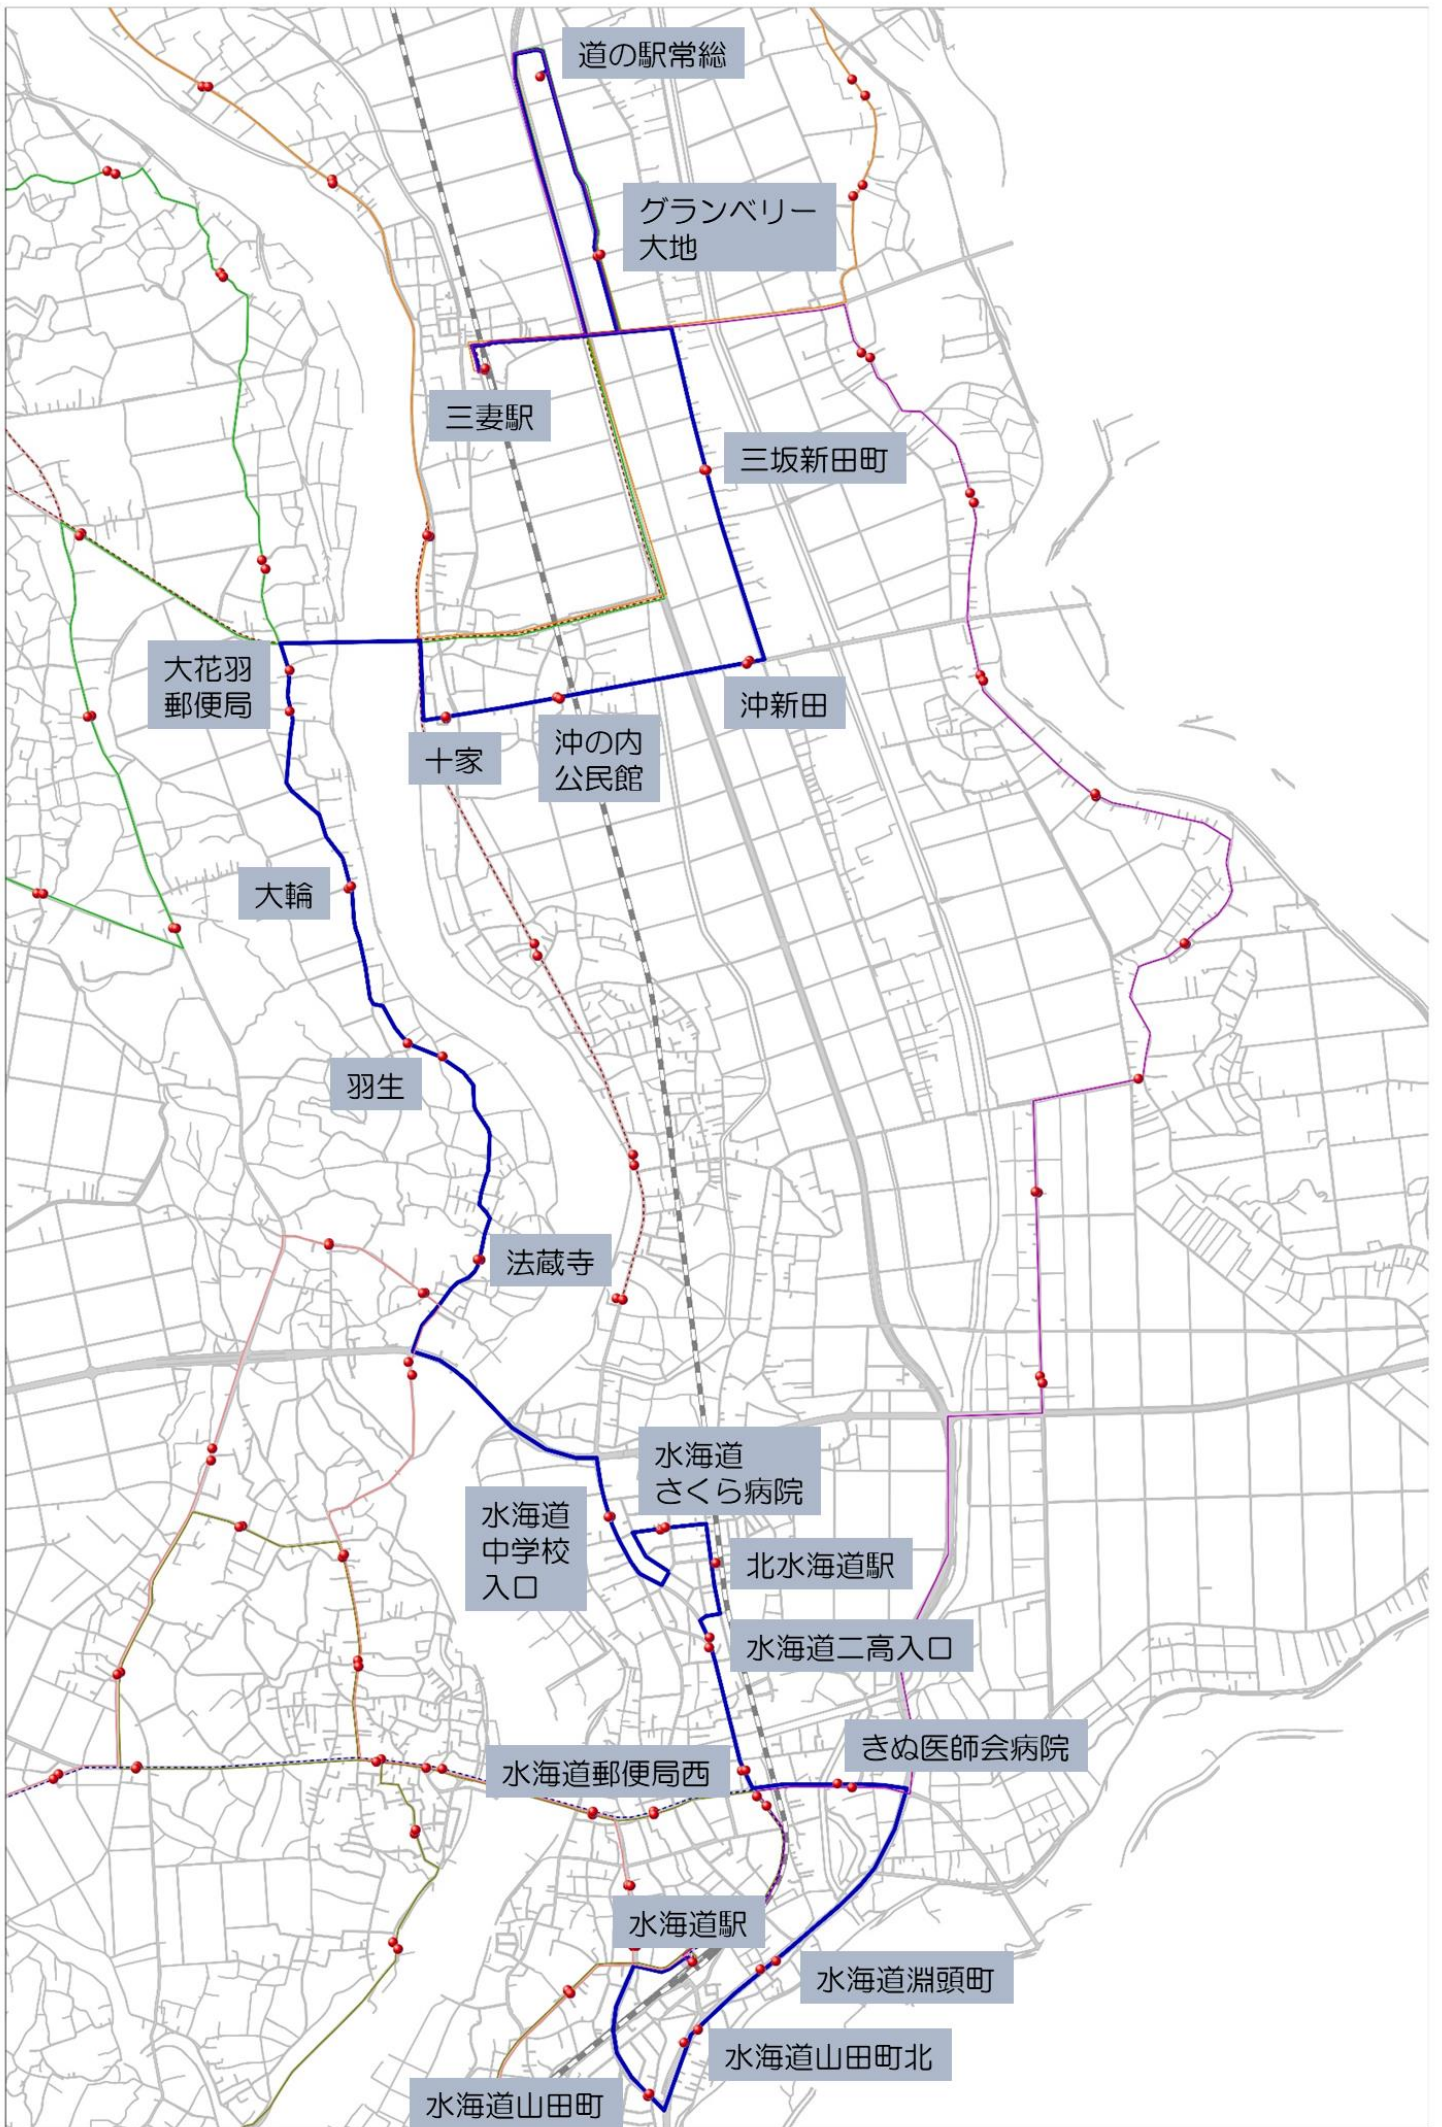 道の駅常総
グランベリー
大地
三妻駅
三坂新田町
大花羽
郵便局
沖新田
十家
沖の内
公民館
大輪
羽生
法蔵寺
水海道
さくら病院
水海道
中学校
入口
北水海道駅
水海道二高入口
きぬ医師会病院
水海道郵便局西
水海道駅
水海道淵頭町
水海道山田町北
水海道山田町